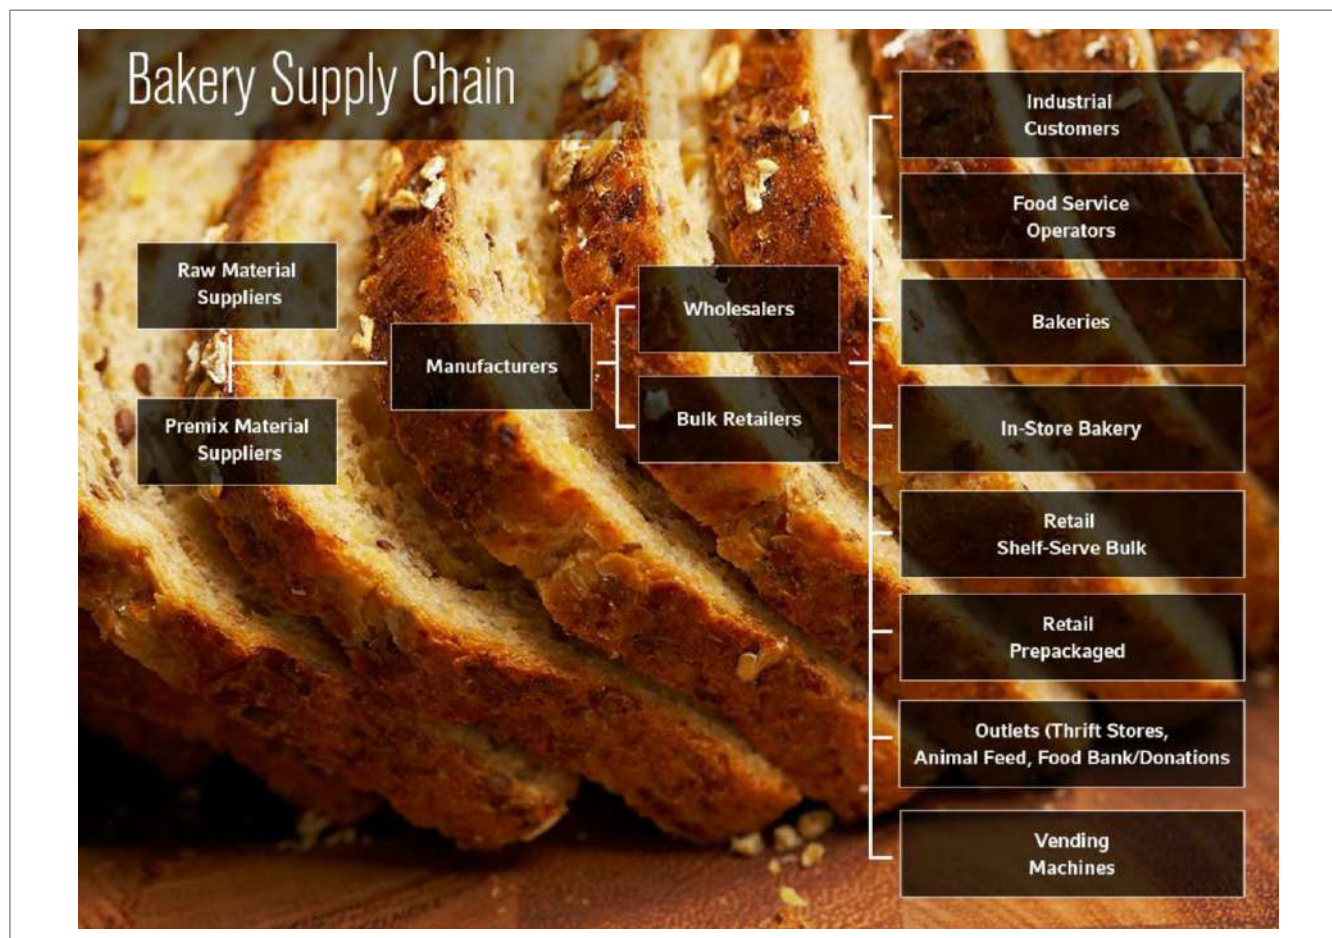 Bakery Supply Chain
Raw Material
Suppliers
Premix Material
Suppliers
Manufacturers
Wholesalers
Bulk Retailers
Industrial
Customers
Food Service
Operators
Bakeries
In-Store Bakery
Retail
Shelf-Serve Bulk
Retail
Prepackaged
Outlets (Thrift Stores,
Animal Feed, Food Bank/Donations
Vending
Machines